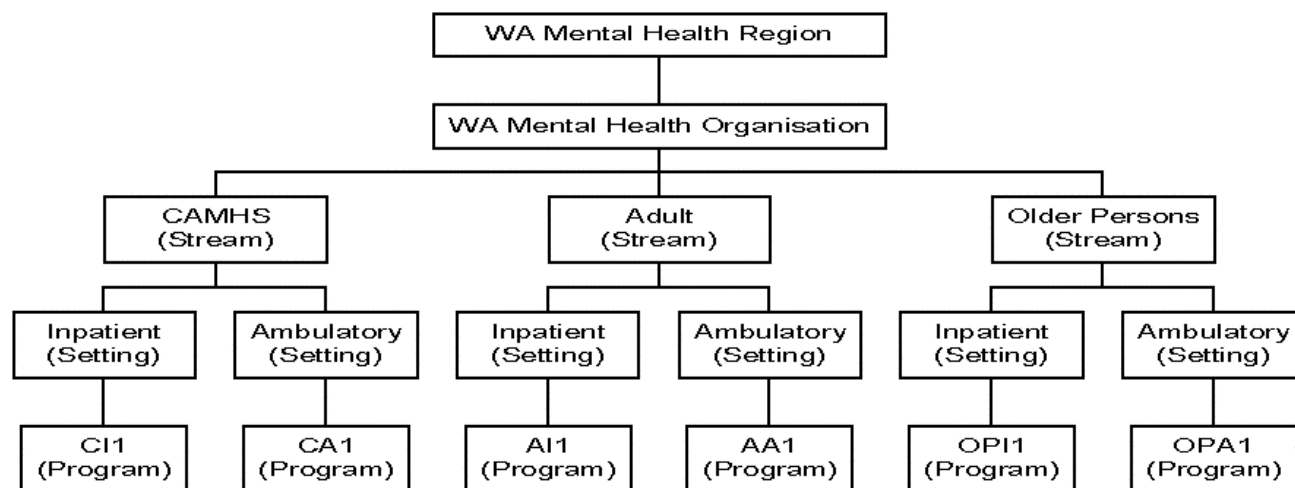 WA Mental Health Region
WA Mental Health Organisation
CAMHS
(Stream)
Adult
(Stream)
Older Persons
(Stream)
Inpatient
(Setting)
Ambulatory
(Setting)
Inpatient
(Setting)
Ambulatory
(Setting)
Inpatient
(Setting)
Ambulatory
(Setting)
CI1
(Program)
CA1
(Program)
AI1
(Program)
AA1
(Program)
OPI1
(Program)
OPA1
(Program)